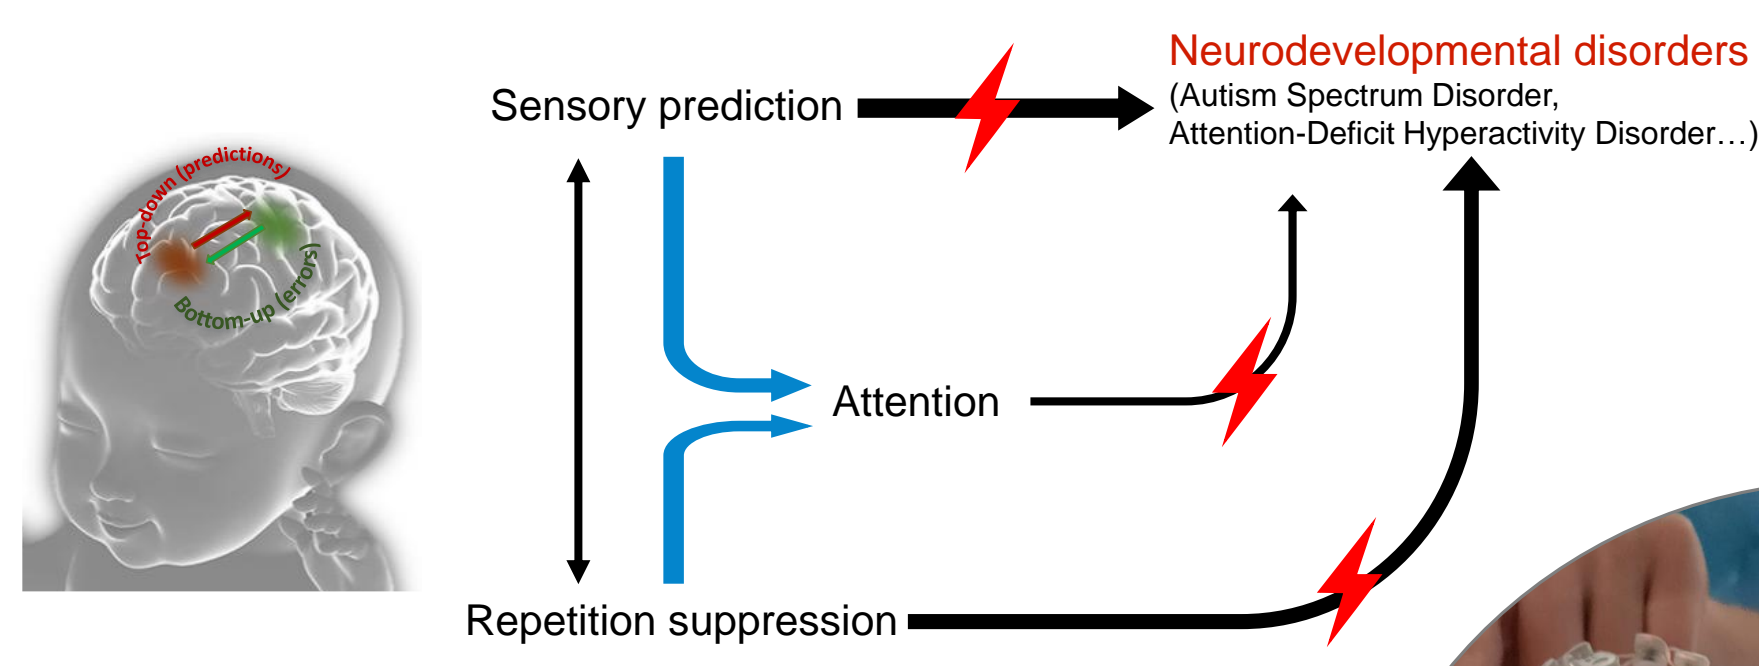 Neurodevelopmental disorders
Sensory prediction
(Autism Spectrum Disorder,
Attention-Deficit Hyperactivity Disorder…)
Top-down (predictions)
Bottom-up (errors)
Attention
Repetition suppression